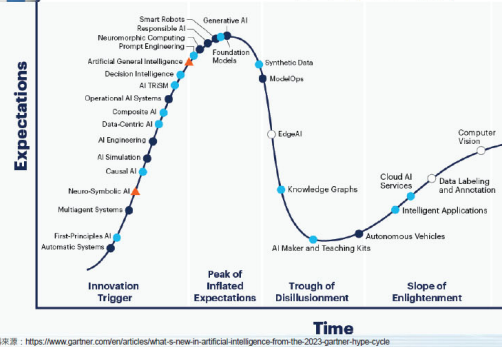 Smart Robots
Generative AI
Responsible AI
Neuromorphic Computing
Prompt Engineering
Foundation
Models
Artificial General Intelligence
Synthetic Data
Decision Intelligence
ModelOps
AI TRiSM
Operational AI Systems
Composite AI
Data-Centric AI
EdgeAI
Computer
Vision
AI Engineering
AI Simulation
Causal AI
Cloud AI
Services
Data Labeling
and Annotation
Neuro-Symbolic AI
Knowledge Graphs
Multiagent Systems
Intelligent Applications
First-Principles AI
Autonomous Vehicles
Automatic Systems
AI Maker and Teaching Kits
Expectations
Innovation
Trigger
Peak of
Inflated
Expectations
Trough of
Disillusionment
Slope of
Enlightenment
Time
來源：https://www.gartner.com/en/articles/what-s-new-in-artificial-intelligence-from-the-2023-gartner-hype-cycle